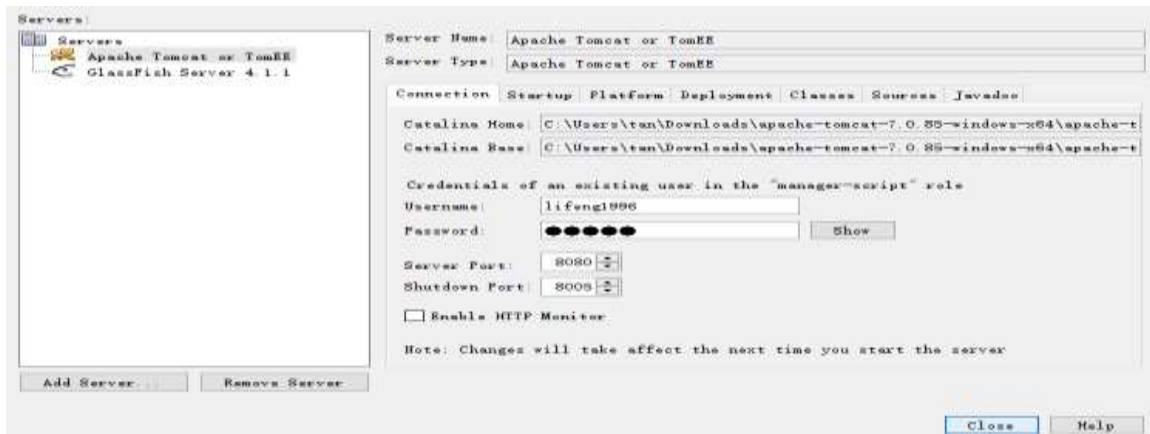 Servers:
Servers
Apache Tomcat or TomEE
GlassFish Server 4.1.1
Add Server...
Remove Server
Server Name: Apache Tomcat or TomEE
Server Type: Apache Tomcat or TomEE
Connection Startup Platform Deployment Classes Sources Javadoc
Catalina Home: C:\Users\tan\Downloads\apache-tomcat-7.0.85-windows-x64\apache-t
Catalina Base: C:\Users\tan\Downloads\apache-tomcat-7.0.85-windows-x64\apache-t
Credentials of an existing user in the "manager-script" role
Username: lifeng1996
Password: ●●●●● Show
Server Port: 8080
Shutdown Port: 8005
Enable HTTP Monitor
Note: Changes will take affect the next time you start the server
Close Help